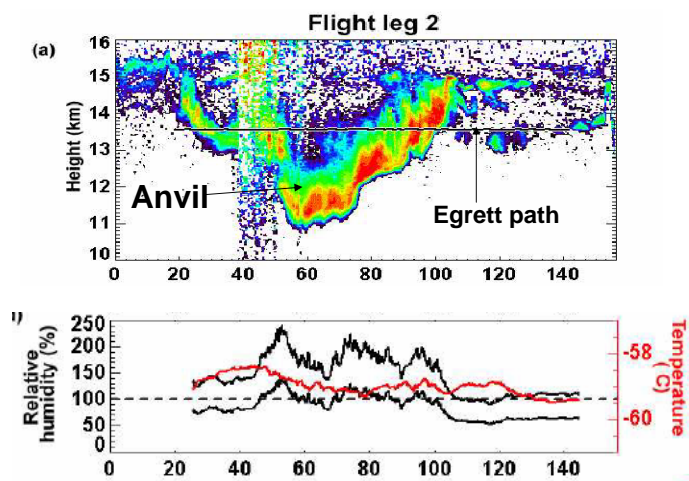 Flight leg 2
(a)
Height (km)
16
15
14
13
12
11
10
Anvil
Egrett path
0 20 40 60 80 100 120 140
Relative
humidity (%)
250
200
150
100
50
0
-58
-59
-60
Temperature
(C)
0 20 40 60 80 100 120 140